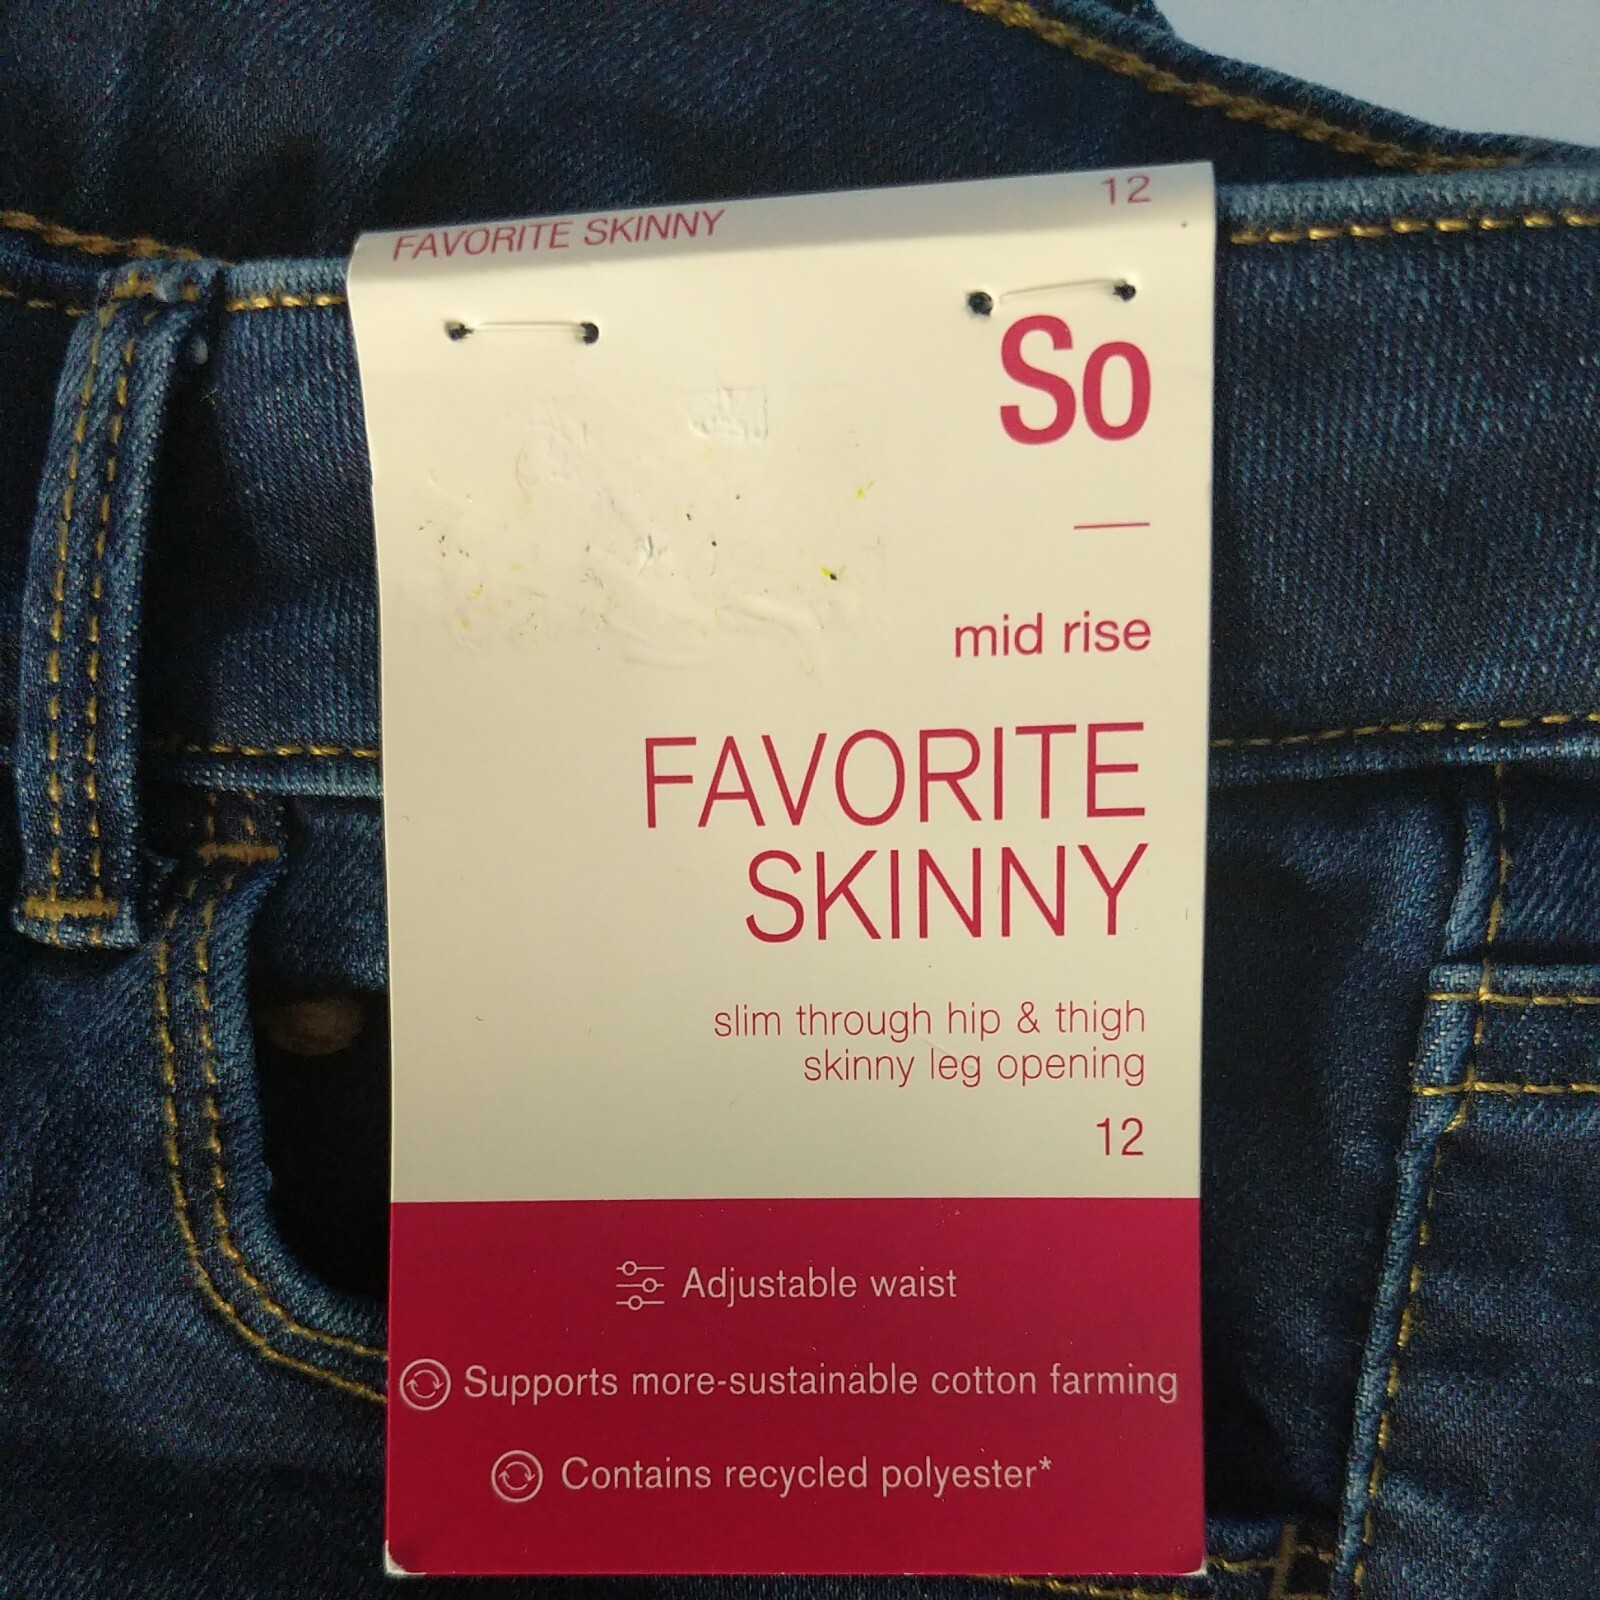 FAVORITE SKINNY 12
So
mid rise
FAVORITE
SKINNY
slim through hip & thigh
skinny leg opening
12
Adjustable waist
Supports more-sustainable cotton farming
Contains recycled polyester*